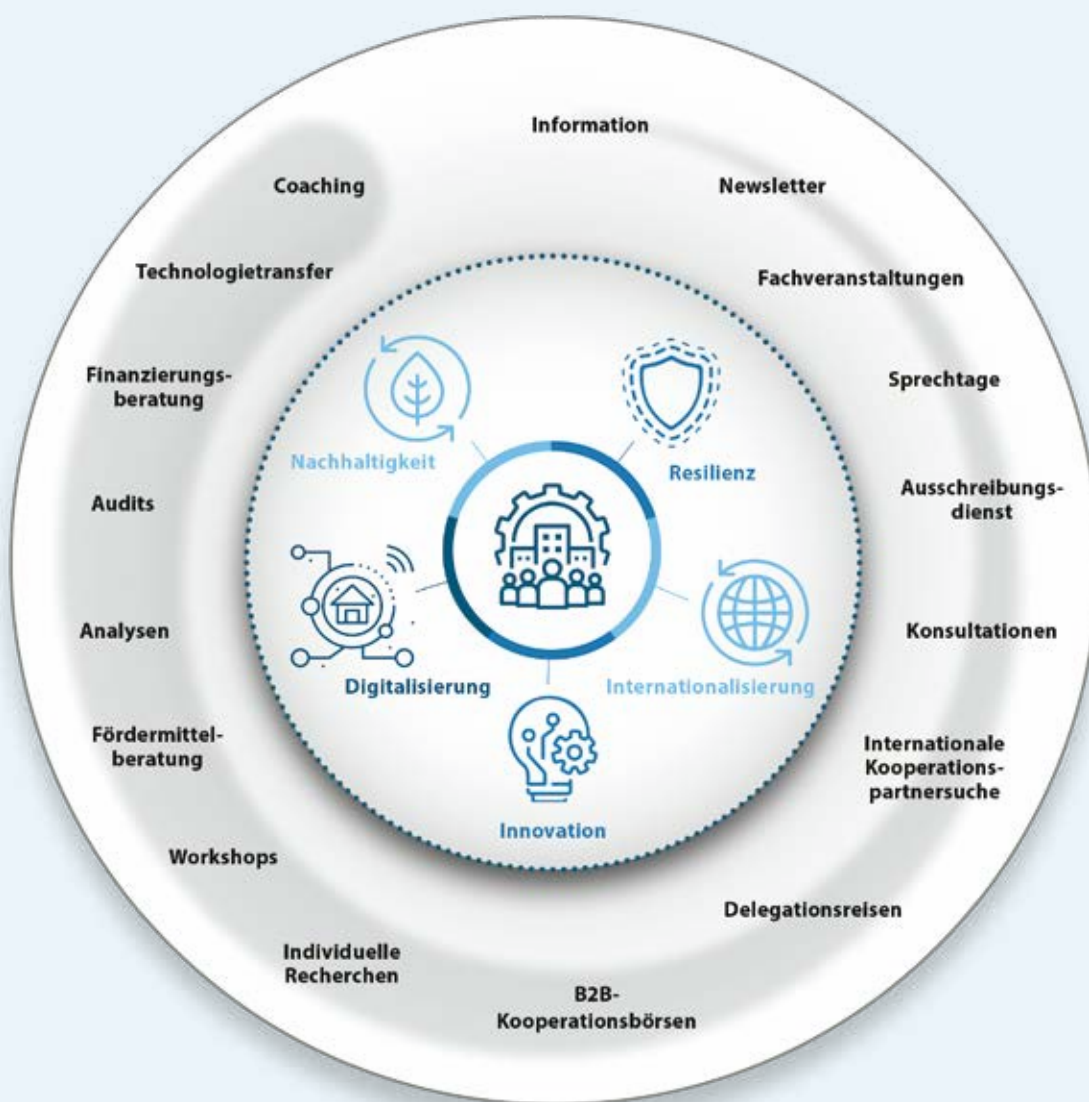 Information
Newsletter
Fachveranstaltungen
Sprechtage
Ausschreibungs-
dienst
Konsultationen
Internationale
Kooperations-
partnersuche
Delegationsreisen
B2B-
Kooperationsbörsen
Individuelle
Recherchen
Workshops
Fördermittel-
beratung
Analysen
Audits
Finanzierungs-
beratung
Technologietransfer
Coaching
Nachhaltigkeit
Resilienz
Internationalisierung
Innovation
Digitalisierung